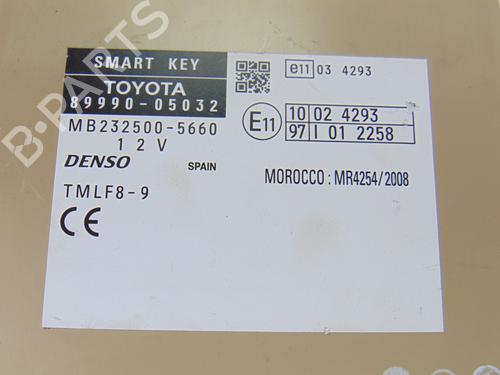 SMART KEY
TOYOTA
89990-05032
MB232500-5660
12V
DENSO SPAIN
TMLF8-9
CE
e11 03 4293
E11 10 02 4293
97 I 01 2258
MOROCCO : MR4254/2008
B-PARTS